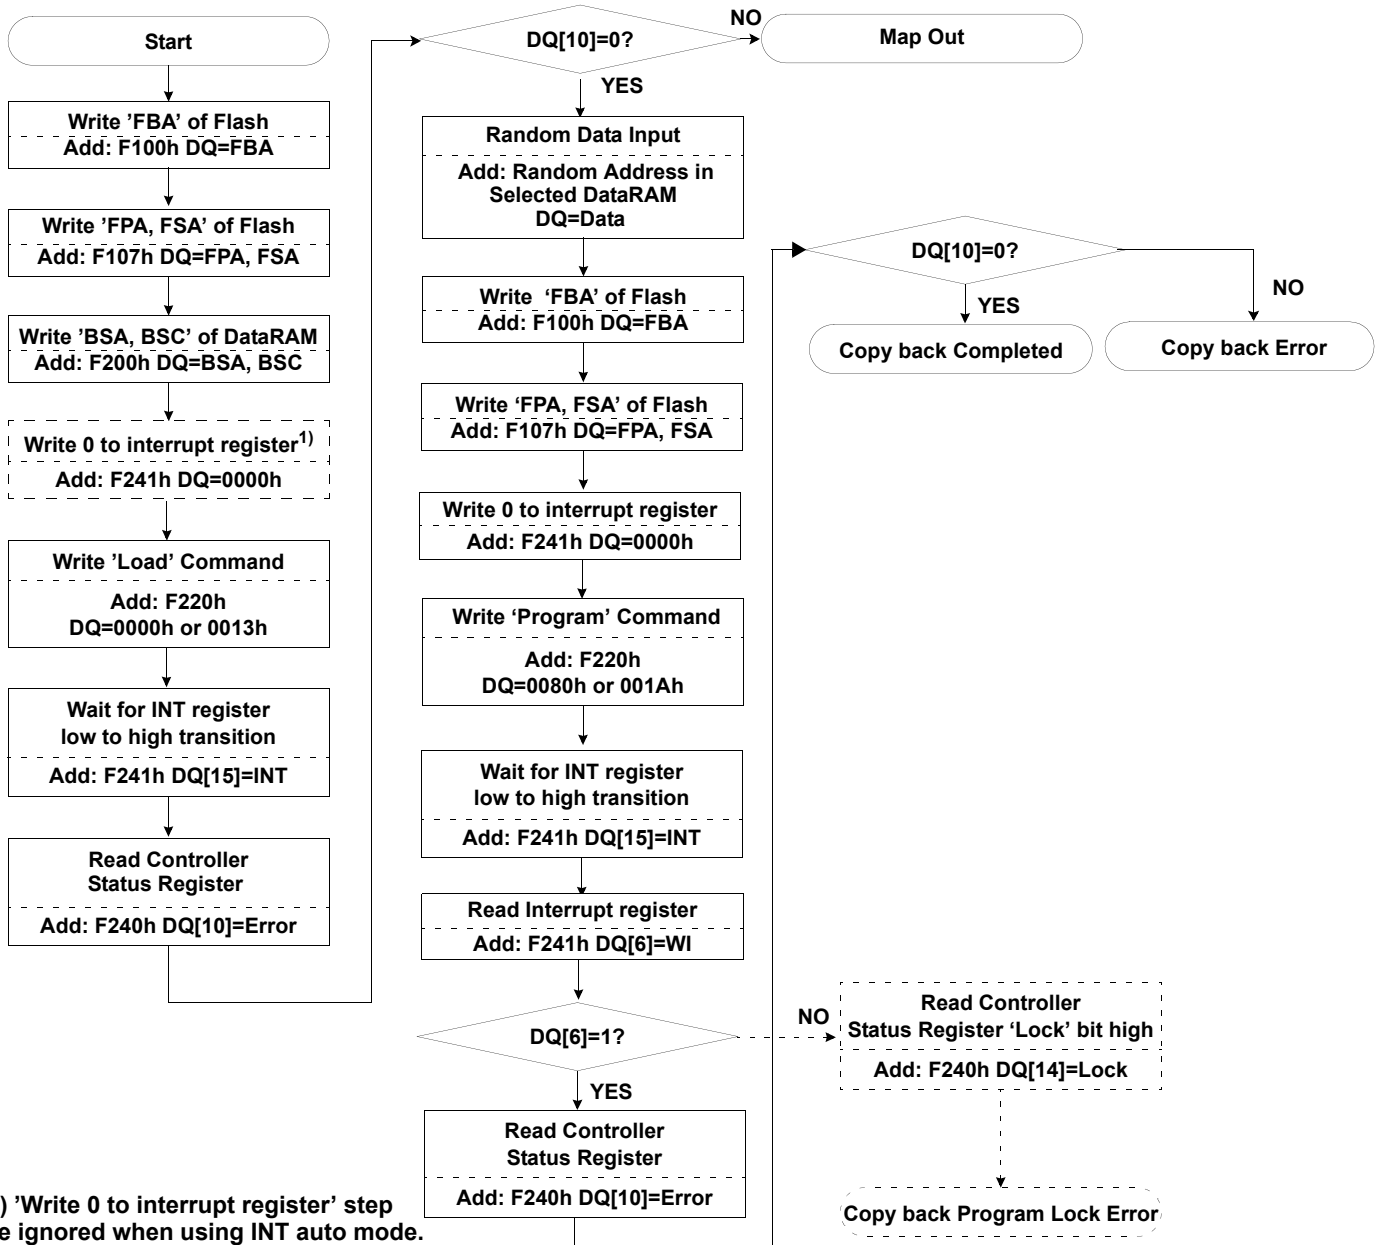 Start
Write 'FBA' of Flash
Add: F100h DQ=FBA
Write 'FPA, FSA' of Flash
Add: F107h DQ=FPA, FSA
Write 'BSA, BSC' of DataRAM
Add: F200h DQ=BSA, BSC
Write 0 to interrupt register1)
Add: F241h DQ=0000h
Write 'Load' Command
Add: F220h
DQ=0000h or 0013h
Wait for INT register
low to high transition
Add: F241h DQ[15]=INT
Read Controller
Status Register
Add: F240h DQ[10]=Error
DQ[10]=0?
NO
Map Out
YES
Random Data Input
Add: Random Address in
Selected DataRAM
DQ=Data
Write 'FBA' of Flash
Add: F100h DQ=FBA
Write 'FPA, FSA' of Flash
Add: F107h DQ=FPA, FSA
Write 0 to interrupt register
Add: F241h DQ=0000h
Write 'Program' Command
Add: F220h
DQ=0080h or 001Ah
Wait for INT register
low to high transition
Add: F241h DQ[15]=INT
Read Interrupt register
Add: F241h DQ[6]=WI
DQ[6]=1?
NO
Read Controller
Status Register 'Lock' bit high
Add: F240h DQ[14]=Lock
Copy back Program Lock Error
YES
Read Controller
Status Register
Add: F240h DQ[10]=Error
DQ[10]=0?
YES
Copy back Completed
NO
Copy back Error
) 'Write 0 to interrupt register' step
e ignored when using INT auto mode.